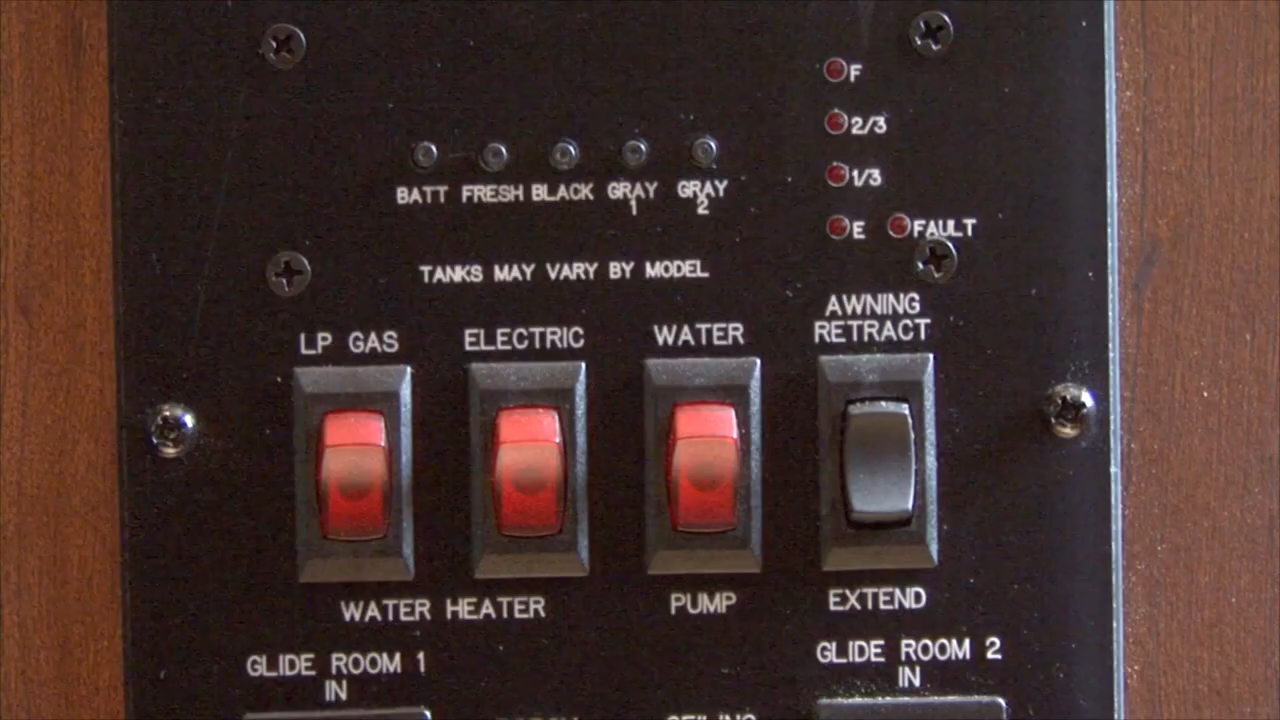 F
2/3
1/3
E FAULT
BATT FRESH BLACK GRAY 1 GRAY 2
TANKS MAY VARY BY MODEL
LP GAS ELECTRIC WATER AWNING RETRACT
WATER HEATER PUMP EXTEND
GLIDE ROOM 1 IN
GLIDE ROOM 2 IN
CEILING